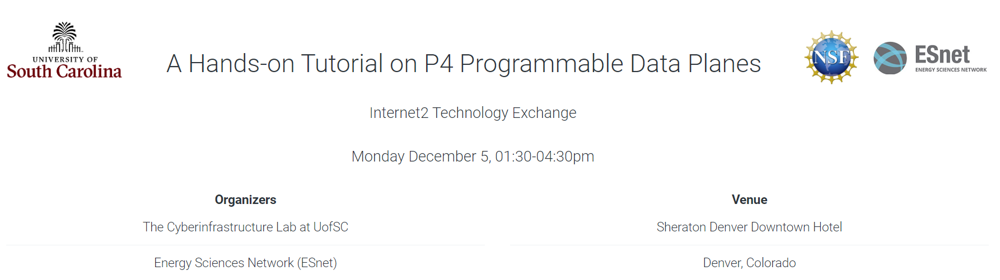 UNIVERSITY OF
South Carolina
A Hands-on Tutorial on P4 Programmable Data Planes
NSF
ESnet
ENERGY SCIENCES NETWORK
Internet2 Technology Exchange
Monday December 5, 01:30-04:30pm
Organizers
The Cyberinfrastructure Lab at UofSC
Energy Sciences Network (ESnet)
Venue
Sheraton Denver Downtown Hotel
Denver, Colorado